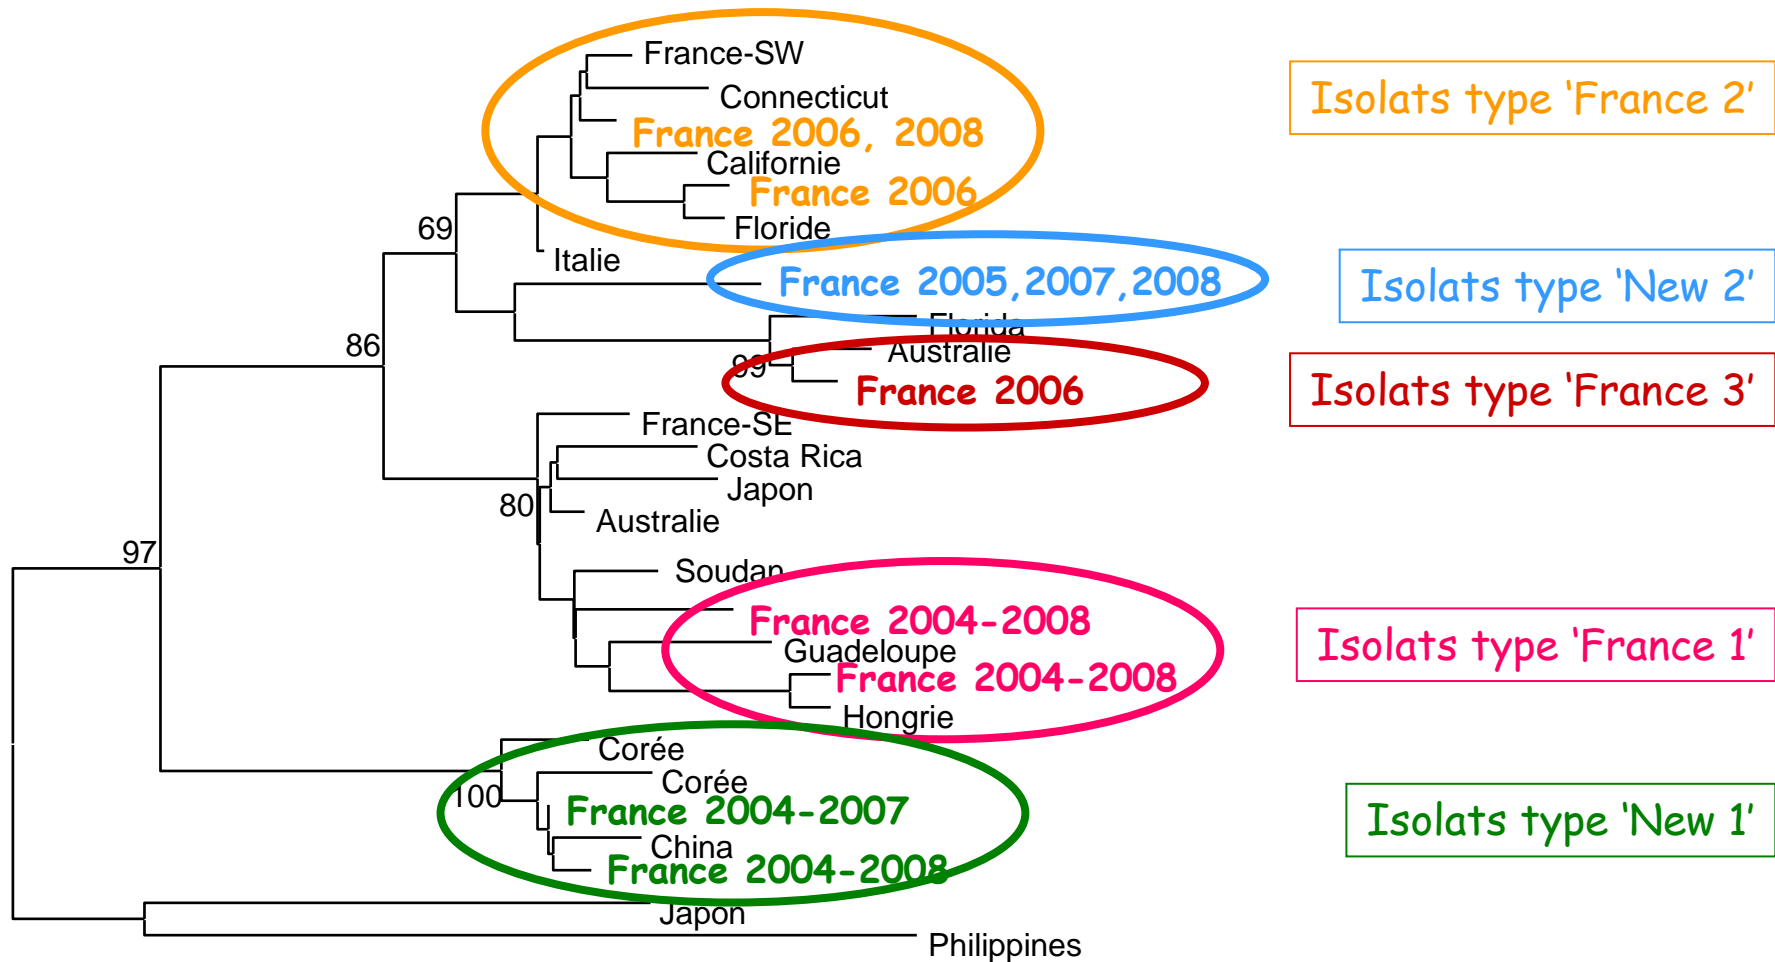 France-SW
Connecticut
France 2006, 2008
Californie
France 2006
Floride
Italie
69
France 2005,2007,2008
Florida
Australie
99
France 2006
86
France-SE
Costa Rica
Japon
80
Australie
97
Soudan
France 2004-2008
Guadeloupe
France 2004-2008
Hongrie
Corée
Corée
100
France 2004-2007
China
France 2004-2008
Japon
Philippines
Isolats type ‘France 2’
Isolats type ‘New 2’
Isolats type ‘France 3’
Isolats type ‘France 1’
Isolats type ‘New 1’